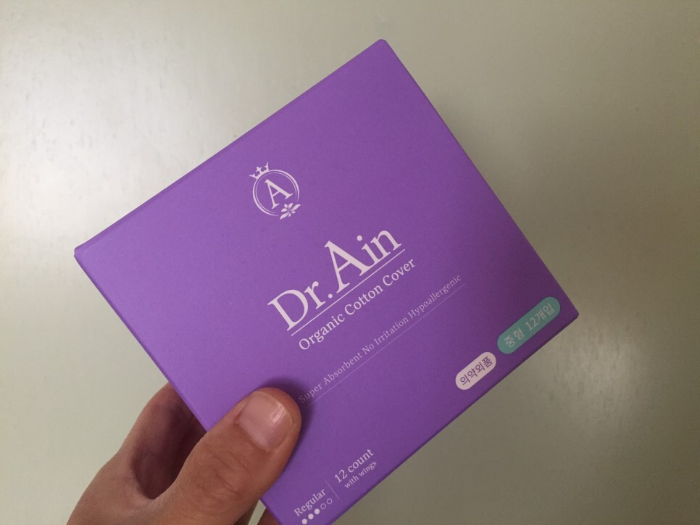 A
Dr.Ain
Organic Cotton Cover
Super Absorbent No Irritation Hypoallergenic
의약외품
중형 12개입
Regular
12 count
with wings